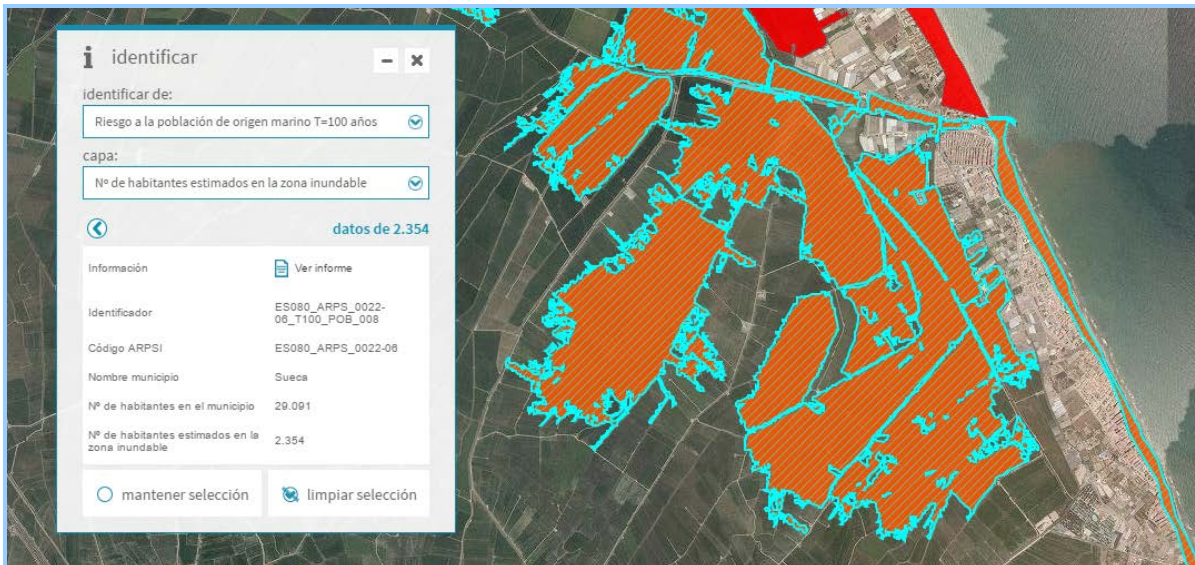 i identificar
identificar de:
Riesgo a la población de origen marino T=100 años
capa:
Nº de habitantes estimados en la zona inundable
datos de 2.354
Información Ver informe
Identificador ES080_ARPS_0022-
06_T100_POB_008
Código ARPSI ES080_ARPS_0022-06
Nombre municipio Sueca
Nº de habitantes en el municipio 29.091
Nº de habitantes estimados en la
zona inundable 2.354
mantener selección limpiar selección